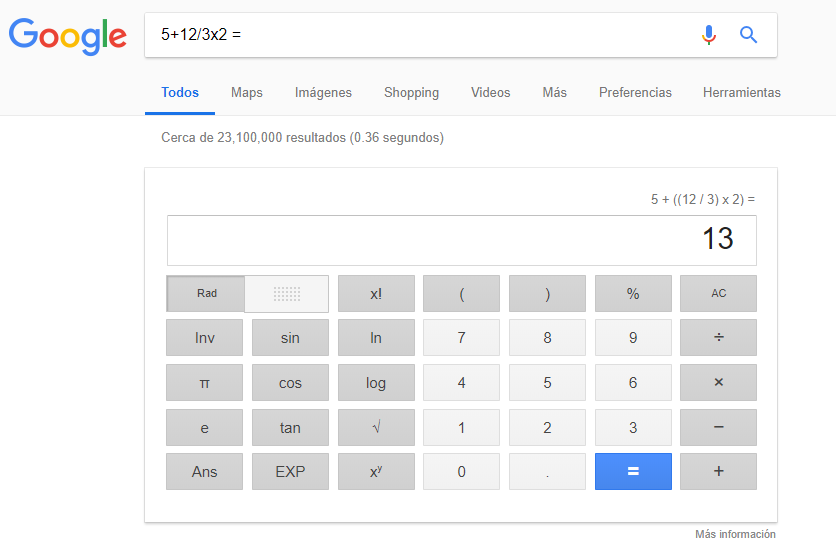 Google
5+12/3x2 =
Todos Maps Imágenes Shopping Videos Más Preferencias Herramientas
Cerca de 23,100,000 resultados (0.36 segundos)
5 + ((12 / 3) x 2) =
13
Rad x! ( ) % AC
Inv sin ln 7 8 9 ÷
π cos log 4 5 6 ×
e tan √ 1 2 3 −
Ans EXP xʸ 0 . = +
Más información